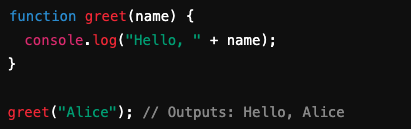 function greet(name) {
  console.log("Hello, " + name);
}

greet("Alice"); // Outputs: Hello, Alice